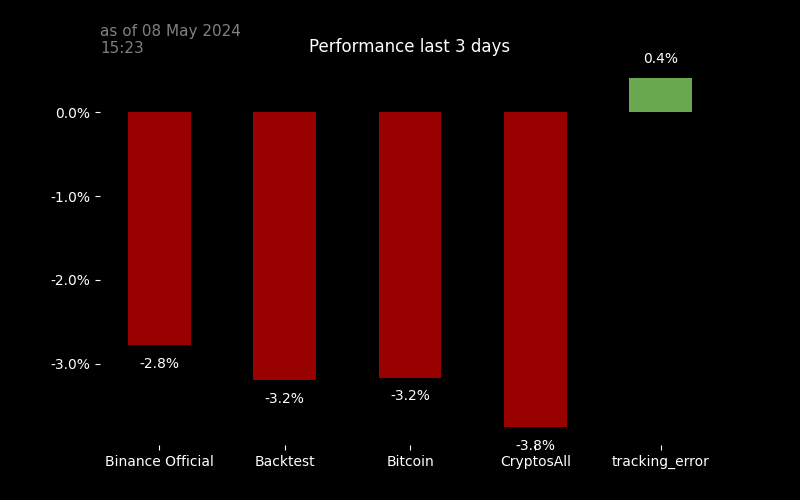 as of 08 May 2024
15:23
Performance last 3 days
0.4%
0.0%
-1.0%
-2.0%
-3.0%
-2.8%
-3.2%
-3.2%
-3.8%
Binance Official
Backtest
Bitcoin
CryptosAll
tracking_error